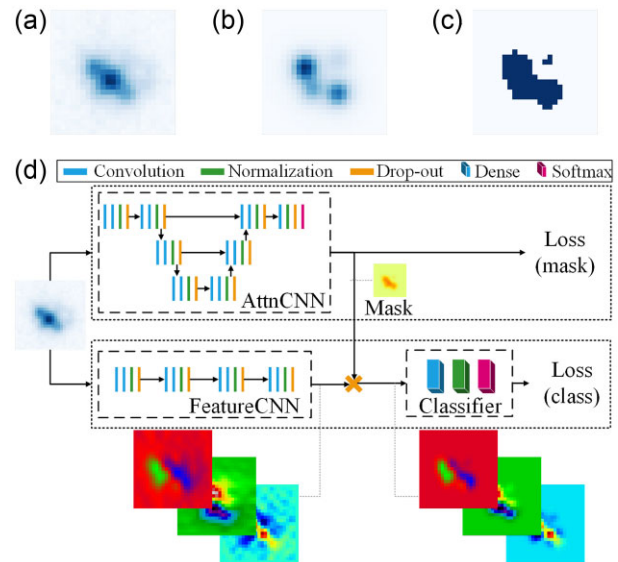 (a)
(b)
(c)
(d)
Convolution Normalization Drop-out Dense Softmax
AttnCNN
Loss
(mask)
Mask
FeatureCNN
Classifier
Loss
(class)